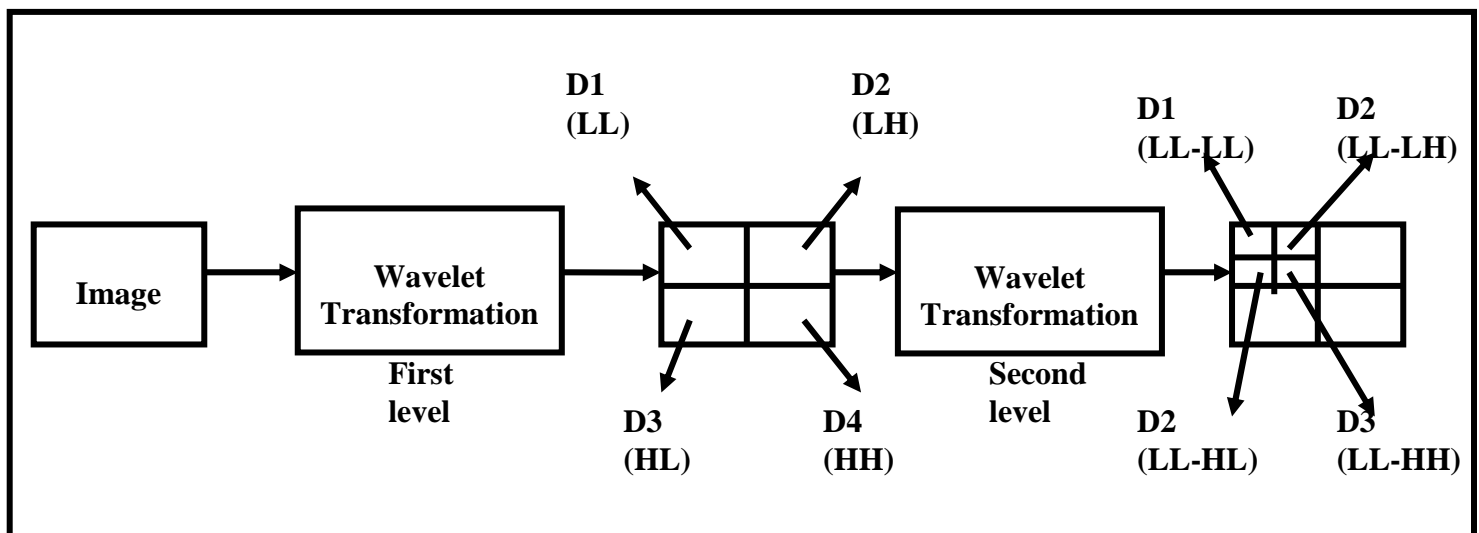 D1
(LL)
D2
(LH)
D1
(LL-LL)
D2
(LL-LH)
Image
Wavelet
Transformation
First
level
Wavelet
Transformation
Second
level
D3
(HL)
D4
(HH)
D2
(LL-HL)
D3
(LL-HH)